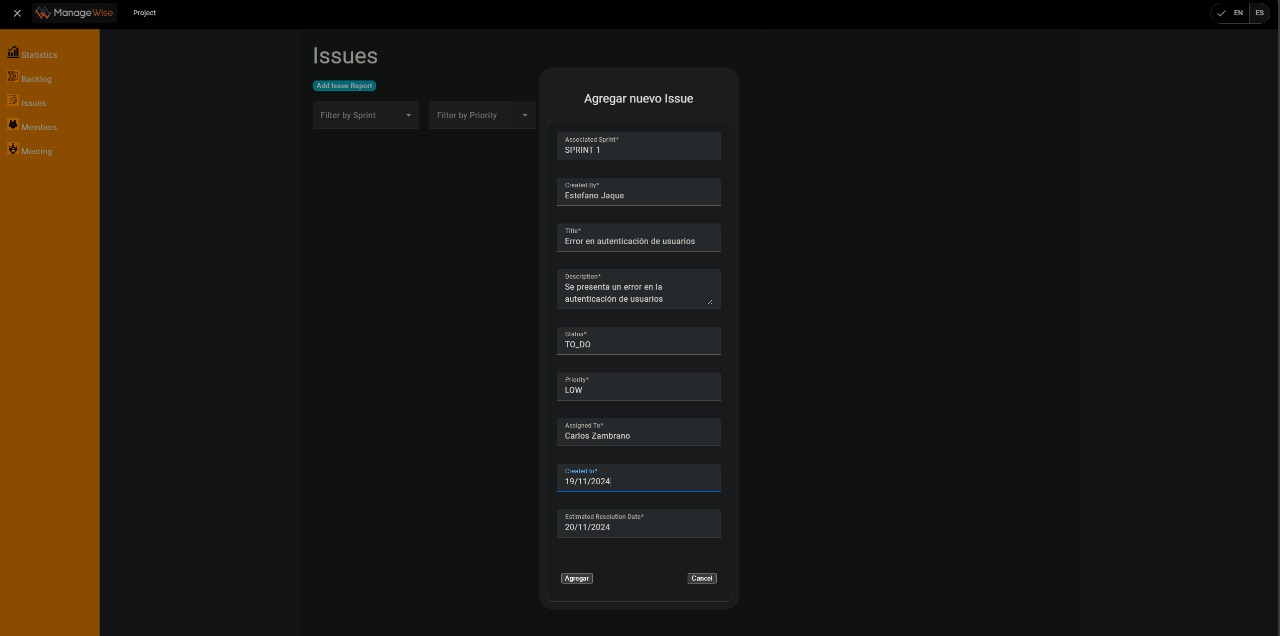 ManageWise
Project
EN
ES
Statistics
Backlog
Issues
Members
Meeting
Issues
Add Issue Report
Filter by Sprint
Filter by Priority
Agregar nuevo Issue
Associated Sprint*
SPRINT 1
Created By*
Estefano Jaque
Title*
Error en autenticación de usuarios
Description*
Se presenta un error en la
autenticación de usuarios
Status*
TO_DO
Priority*
LOW
Assigned To*
Carlos Zambrano
Created In*
19/11/2024
Estimated Resolution Date*
20/11/2024
Agregar
Cancel